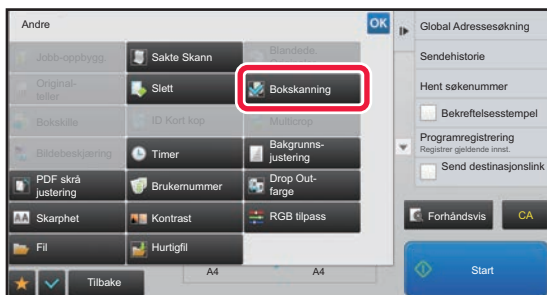 Andre
OK
Jobb-oppbygg.
Sakte Skann
Blandede
Original-
teller
Slett
Bokskanning
Bokskille
ID Kort kop
Multicrop
Bildebeskjæring
Timer
Bakgrunns-
justering
PDF skrå
justering
Brukernummer
Drop Out-
farge
Skarphet
Kontrast
RGB tilpass
Fil
Hurtigfil
Tilbake
A4
A4
Global Adressesøkning
Sendehistorie
Hent søkenummer
Bekreftelsesstempel
Programregistrering
Registrer gjeldende innst.
Send destinasjonslink
Forhåndsvis
CA
Start